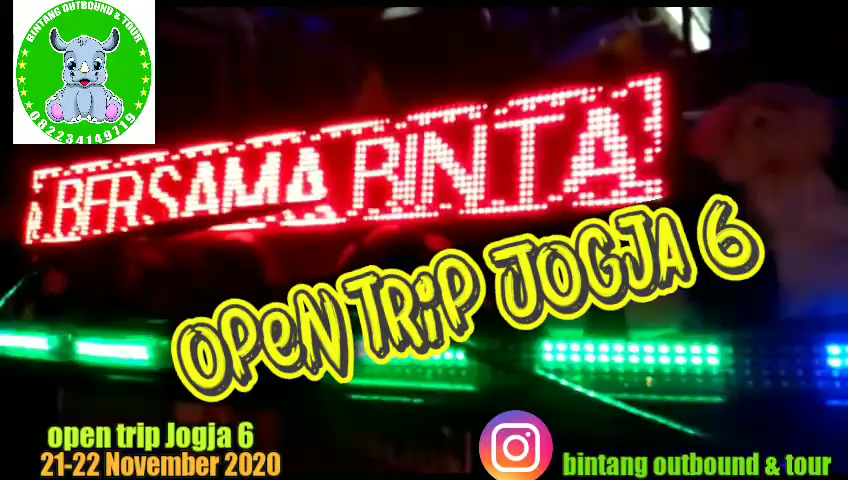 BINTANG OUTBOUND & TOUR
082234149719
BERSAMA BINTA
OPEN TRIP JOGJA 6
open trip Jogja 6
21-22 November 2020
bintang outbound & tour